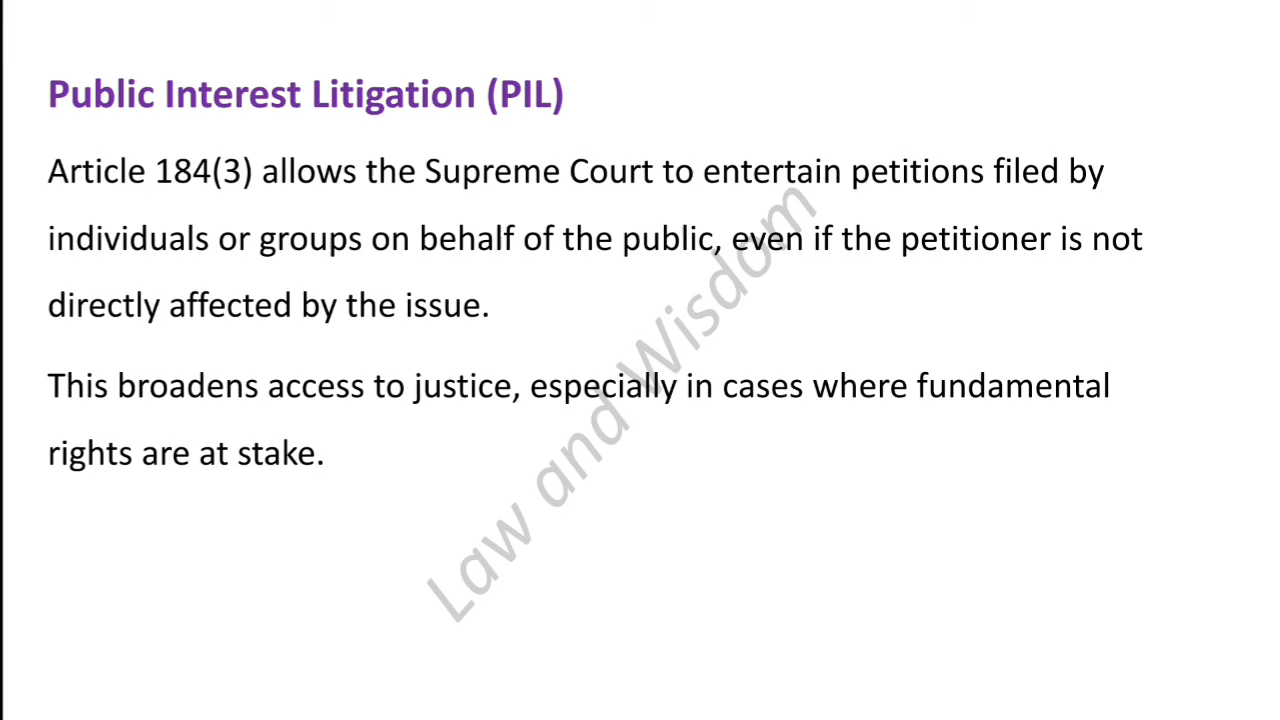 Public Interest Litigation (PIL)
Article 184(3) allows the Supreme Court to entertain petitions filed by
individuals or groups on behalf of the public, even if the petitioner is not
directly affected by the issue.
This broadens access to justice, especially in cases where fundamental
rights are at stake.
Law and Wisdom